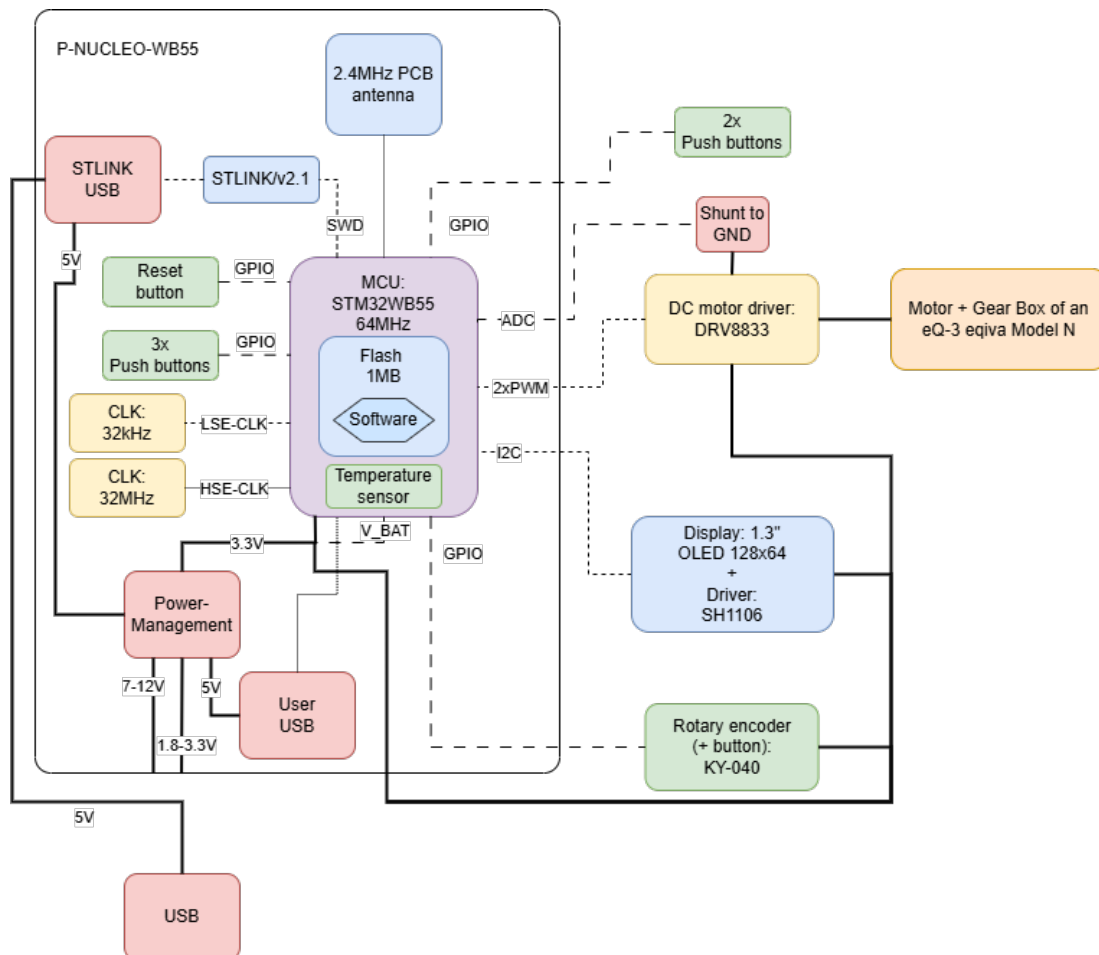 P-NUCLEO-WB55
2.4MHz PCB
antenna
2x
Push buttons
STLINK
USB
STLINK/v2.1
SWD
GPIO
Shunt to
GND
5V
Reset
button
GPIO
MCU:
STM32WB55
64MHz
ADC
DC motor driver:
DRV8833
Motor + Gear Box of an
eQ-3 eqiva Model N
3x
Push buttons
GPIO
Flash
1MB
Software
2xPWM
CLK:
32kHz
LSE-CLK
I2C
CLK:
32MHz
HSE-CLK
Temperature
sensor
V_BAT
3.3V
GPIO
Display: 1.3"
OLED 128x64
+
Driver:
SH1106
Power-
Management
7-12V
5V
1.8-3.3V
User
USB
Rotary encoder
(+ button):
KY-040
5V
USB